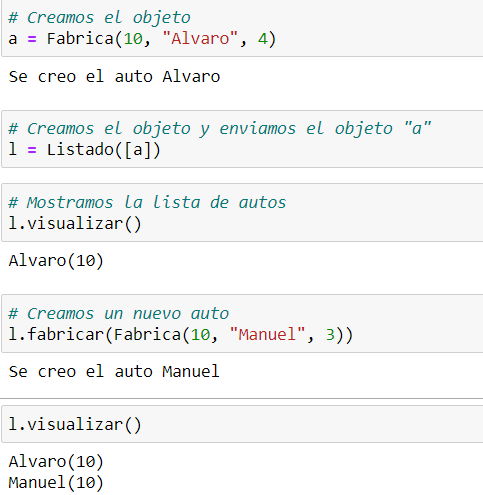 # Creamos el objeto
a = Fabrica(10, "Alvaro", 4)
Se creo el auto Alvaro
# Creamos el objeto y enviamos el objeto "a"
l = Listado([a])
# Mostramos la lista de autos
l.visualizar()
Alvaro(10)
# Creamos un nuevo auto
l.fabricar(Fabrica(10, "Manuel", 3))
Se creo el auto Manuel
l.visualizar()
Alvaro(10)
Manuel(10)